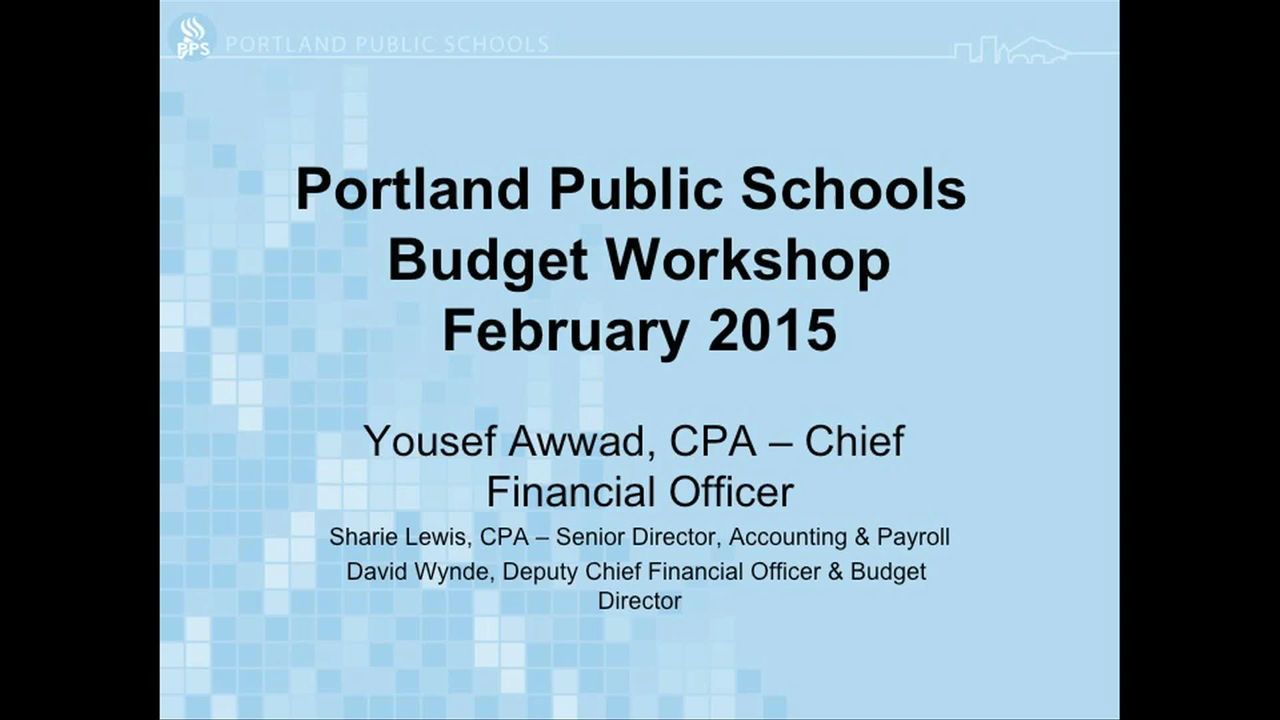 PPS PORTLAND PUBLIC SCHOOLS
Portland Public Schools
Budget Workshop
February 2015
Yousef Awwad, CPA – Chief
Financial Officer
Sharie Lewis, CPA – Senior Director, Accounting & Payroll
David Wynde, Deputy Chief Financial Officer & Budget
Director